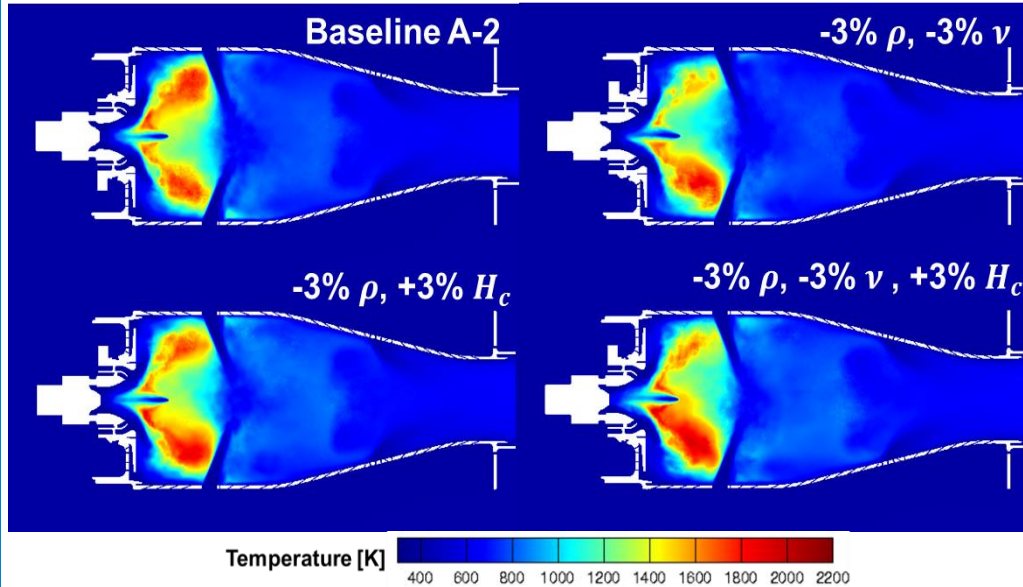 Baseline A-2
-3% ρ, -3% ν
-3% ρ, +3% H_c
-3% ρ, -3% ν , +3% H_c
Temperature [K]
400 600 800 1000 1200 1400 1600 1800 2000 2200